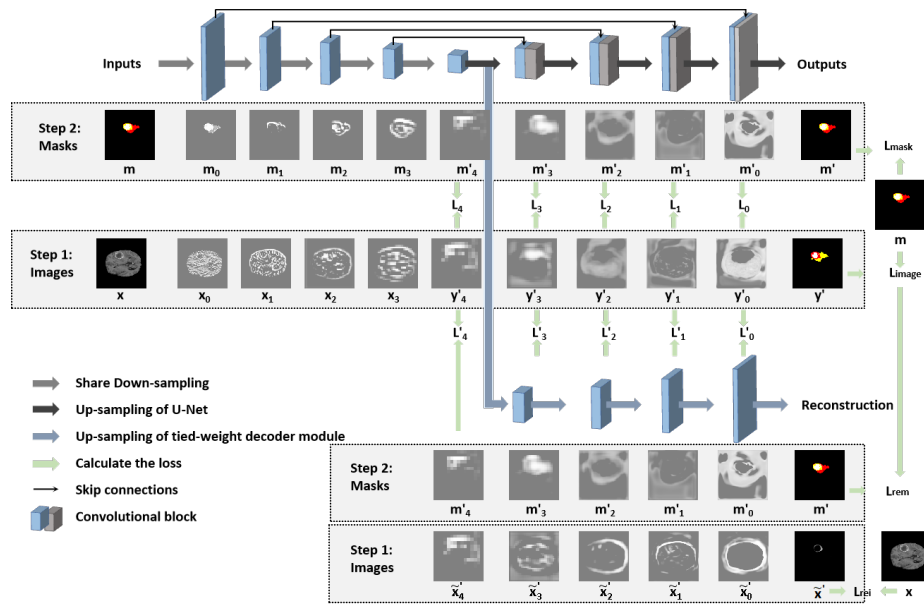 Inputs
Outputs
Step 2:
Masks
m
m₀
m₁
m₂
m₃
m'₄
m'₃
m'₂
m'₁
m'₀
m'
Lmask
L₄
L₃
L₂
L₁
L₀
m
Step 1:
Images
x
x₀
x₁
x₂
x₃
y'₄
y'₃
y'₂
y'₁
y'₀
y'
Limage
L'₄
L'₃
L'₂
L'₁
L'₀
Share Down-sampling
Up-sampling of U-Net
Up-sampling of tied-weight decoder module
Calculate the loss
Skip connections
Convolutional block
Reconstruction
Step 2:
Masks
m'₄
m'₃
m'₂
m'₁
m'₀
m'
Lrem
Step 1:
Images
x̃'₄
x̃'₃
x̃'₂
x̃'₁
x̃'₀
x̃'
Lrei
x